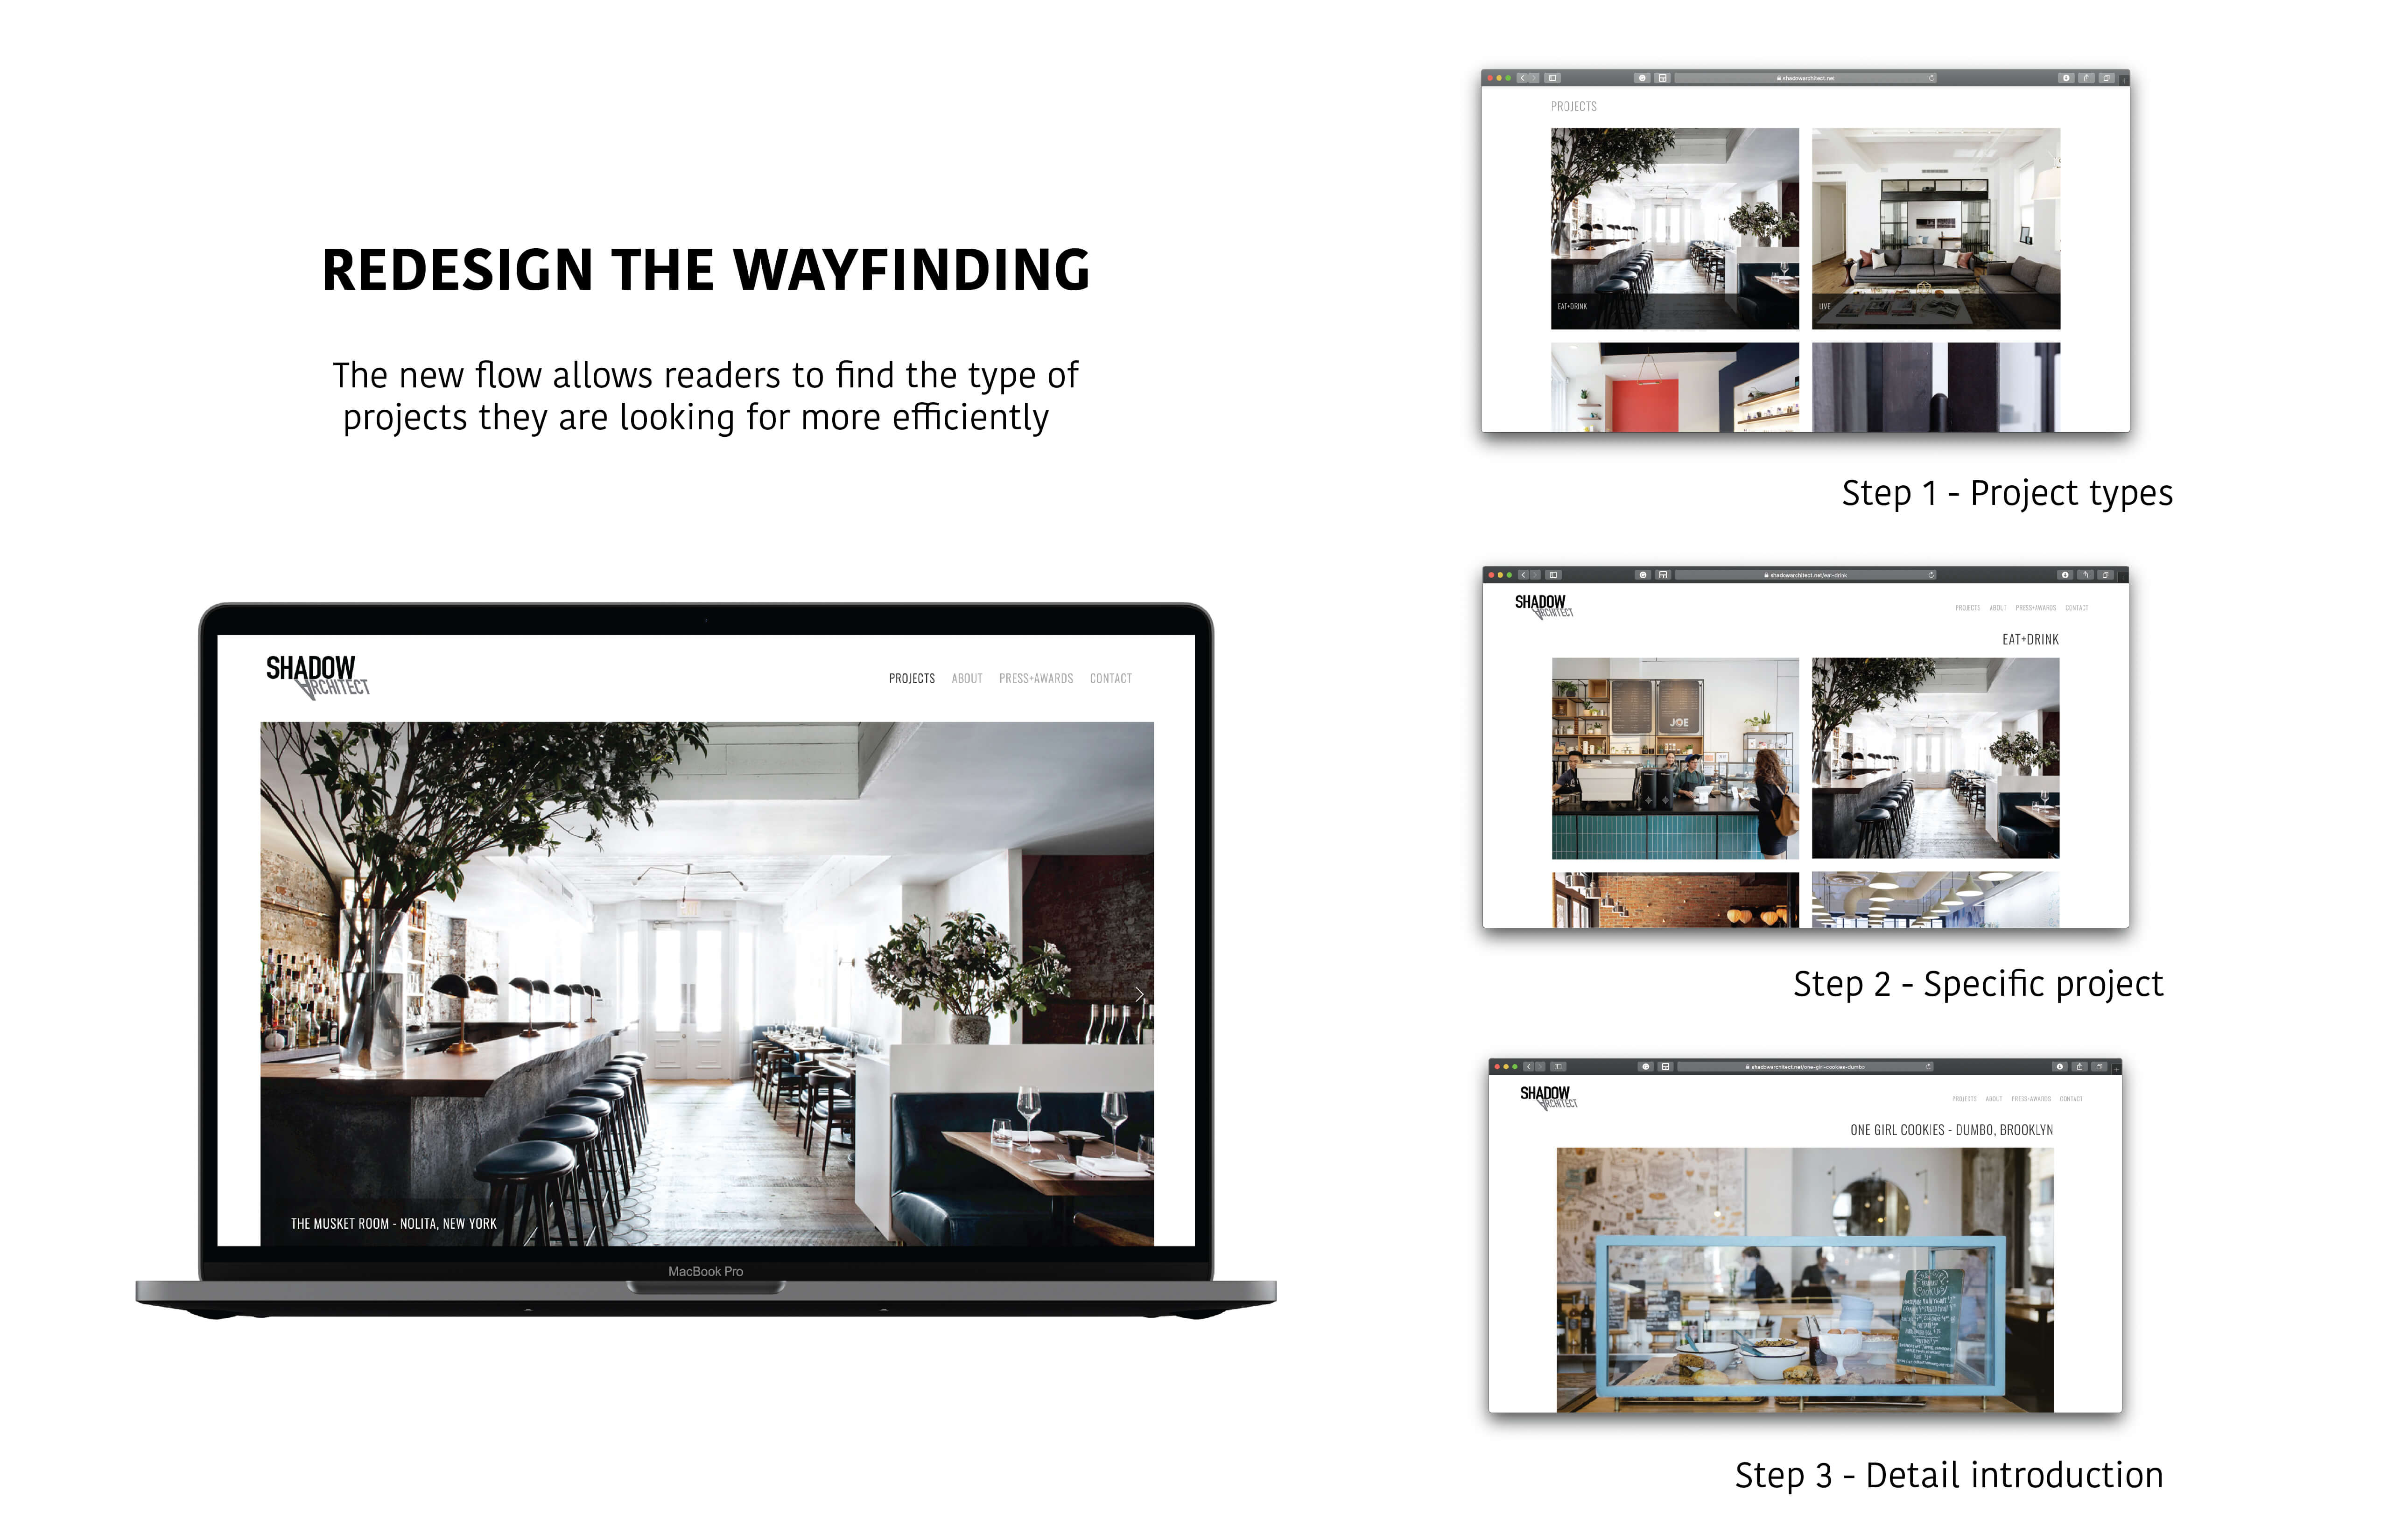 REDESIGN THE WAYFINDING
The new flow allows readers to find the type of
projects they are looking for more efficiently
SHADOW
ARCHITECT
PROJECTS ABOUT PRESS+AWARDS CONTACT
THE MUSKET ROOM - NOLITA, NEW YORK
MacBook Pro
shadowarchitect.net
PROJECTS
EAT+DRINK
LIVE
Step 1 - Project types
shadowarchitect.net/eat-drink
SHADOW
ARCHITECT
PROJECTS ABOUT PRESS+AWARDS CONTACT
EAT+DRINK
JOE
Step 2 - Specific project
shadowarchitect.net/one-girl-cookies-dumbo
SHADOW
ARCHITECT
PROJECTS ABOUT PRESS+AWARDS CONTACT
ONE GIRL COOKIES - DUMBO, BROOKLYN
COOKIES
Step 3 - Detail introduction